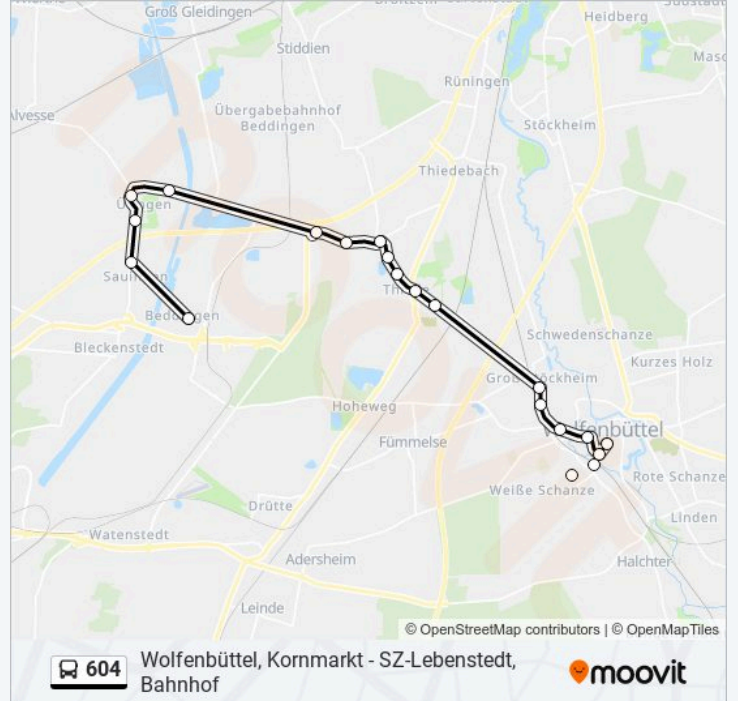 Groß Gleidingen
Heidberg
Stiddien
Rüningen
Übergabebahnhof
Beddingen
Stöckheim
Thiedebach
Bleckenstedt
Schwedenschanze
Kurzes Holz
Hoheweg
Fümmelse
Weiße Schanze
Rote Schanze
Drütte
Linden
Watenstedt
Adersheim
Halchter
Leinde
© OpenStreetMap contributors | © OpenMapTiles
604
Wolfenbüttel, Kornmarkt - SZ-Lebenstedt,
Bahnhof
moovit